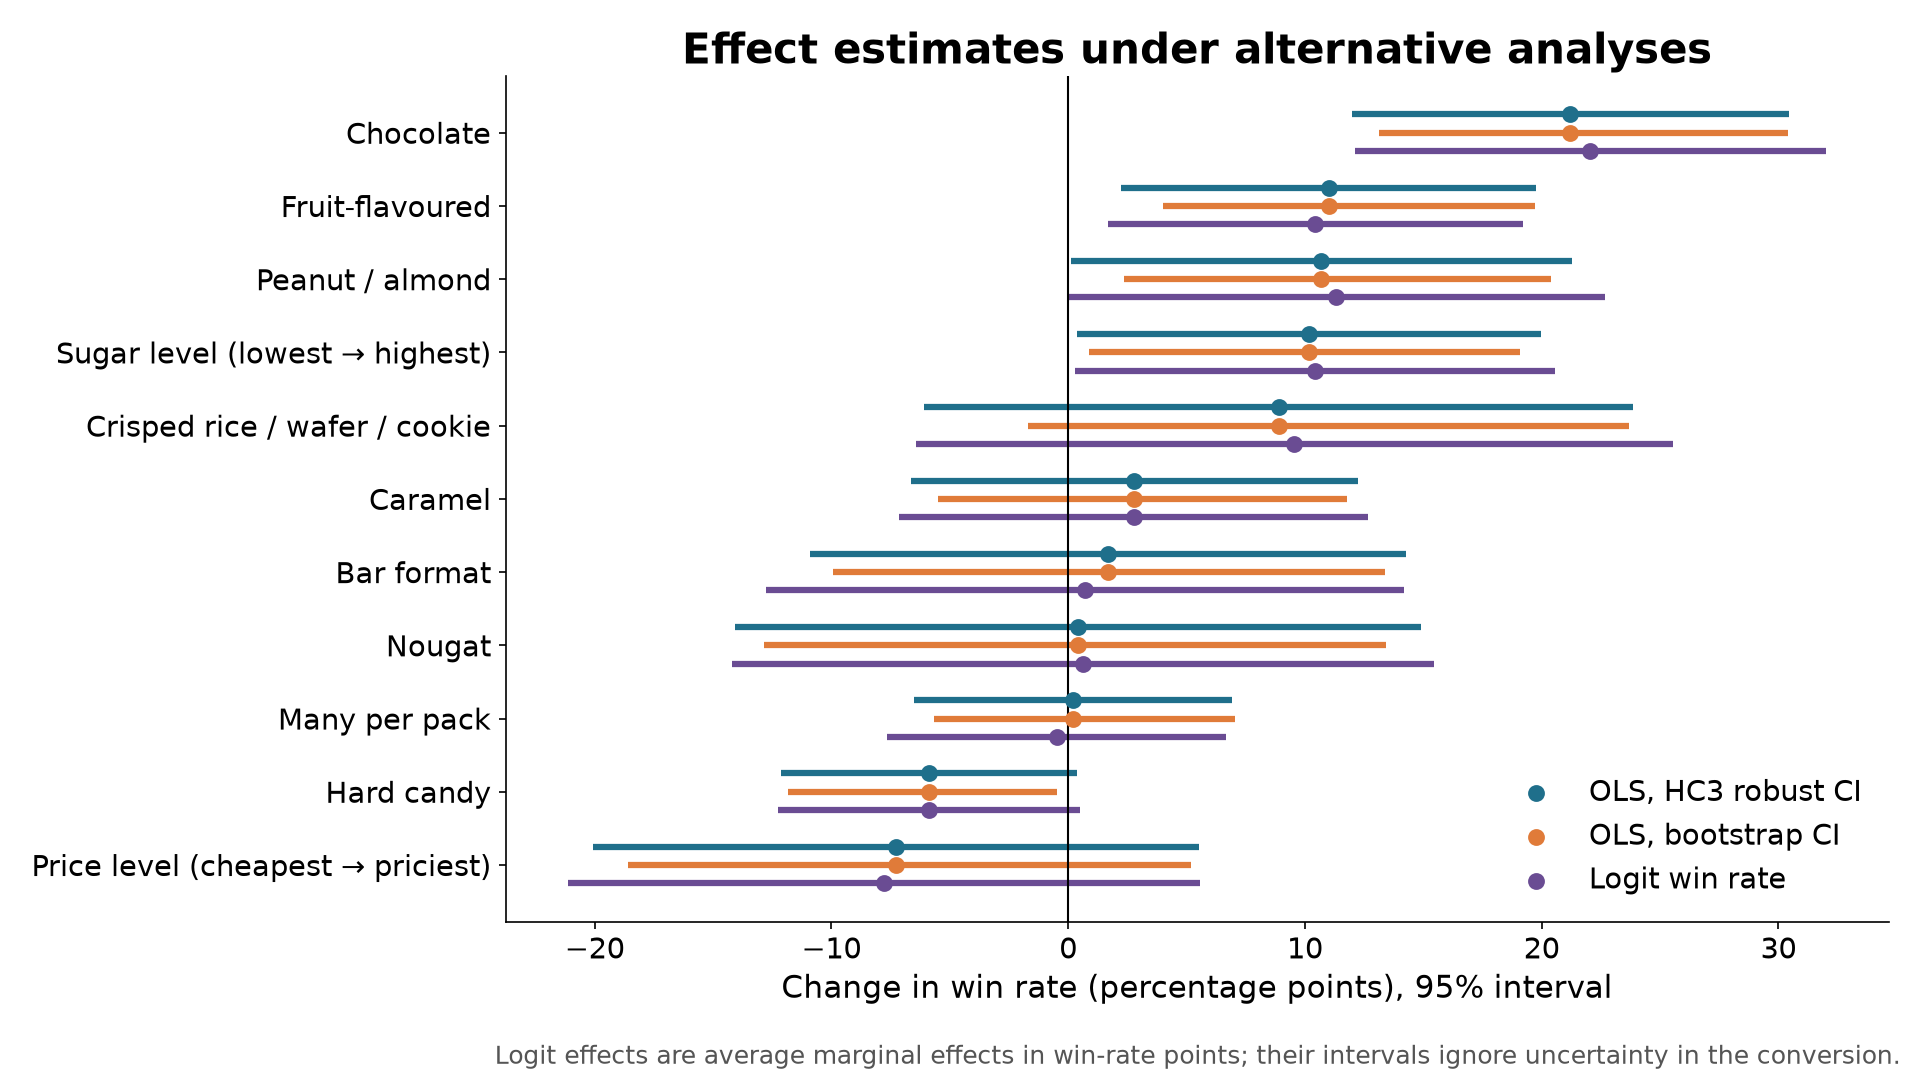 Effect estimates under alternative analyses
Chocolate
Fruit-flavoured
Peanut / almond
Sugar level (lowest → highest)
Crisped rice / wafer / cookie
Caramel
Bar format
Nougat
Many per pack
Hard candy
Price level (cheapest → priciest)
OLS, HC3 robust CI
OLS, bootstrap CI
Logit win rate
−20 −10 0 10 20 30
Change in win rate (percentage points), 95% interval
Logit effects are average marginal effects in win-rate points; their intervals ignore uncertainty in the conversion.